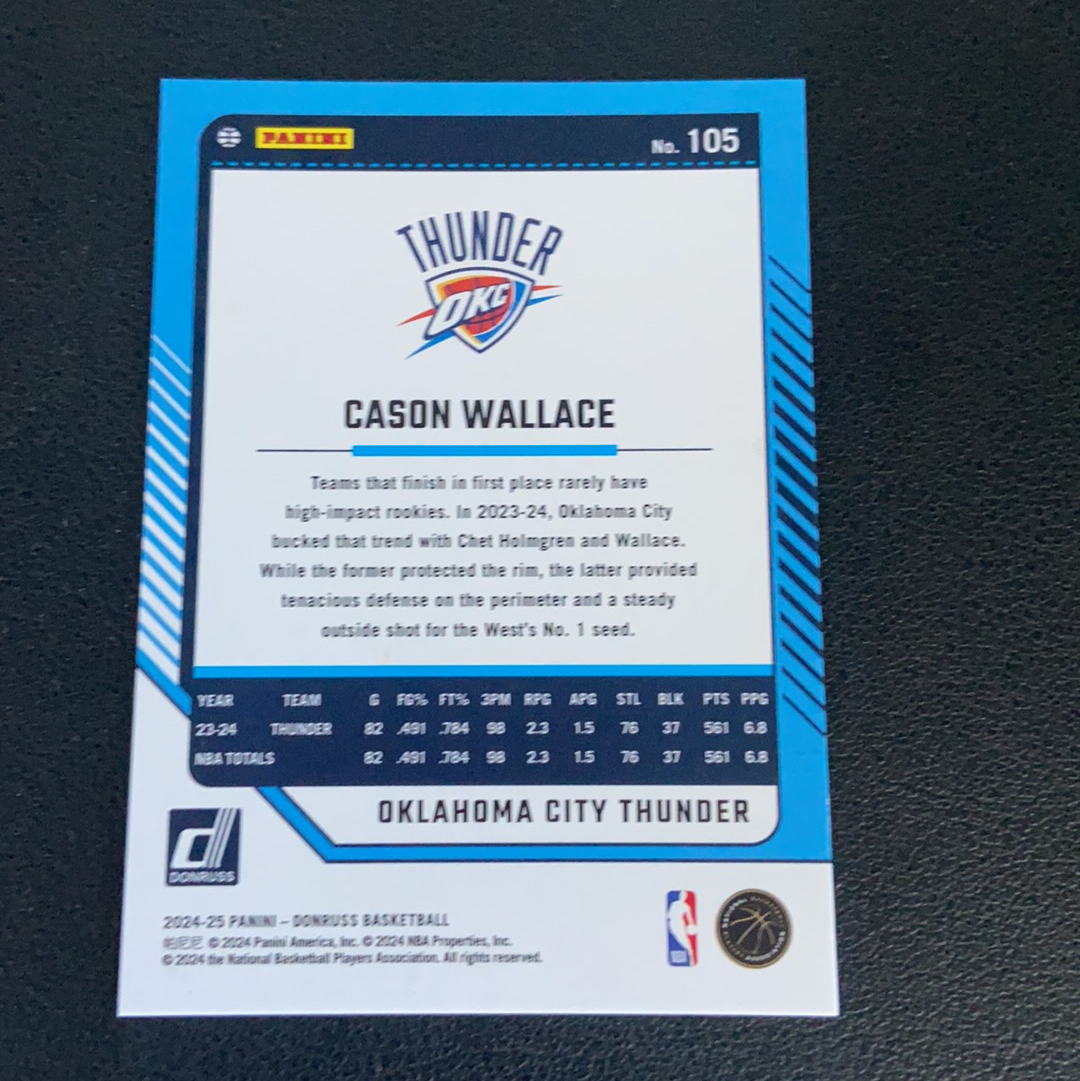 PANINI
No. 105
THUNDER
OKC
CASON WALLACE
Teams that finish in first place rarely have
high-impact rookies. In 2023-24, Oklahoma City
bucked that trend with Chet Holmgren and Wallace.
While the former protected the rim, the latter provided
tenacious defense on the perimeter and a steady
outside shot for the West's No. 1 seed.
YEAR TEAM G FG% FT% 3PM RPG APG STL BLK PTS PPG
23-24 THUNDER 82 .491 .784 98 2.3 1.5 76 37 561 6.8
NBA TOTALS 82 .491 .784 98 2.3 1.5 76 37 561 6.8
OKLAHOMA CITY THUNDER
DONRUSS
2024-25 PANINI – DONRUSS BASKETBALL
帕尼尼 © 2024 Panini America, Inc. © 2024 NBA Properties, Inc.
© 2024 the National Basketball Players Association. All rights reserved.